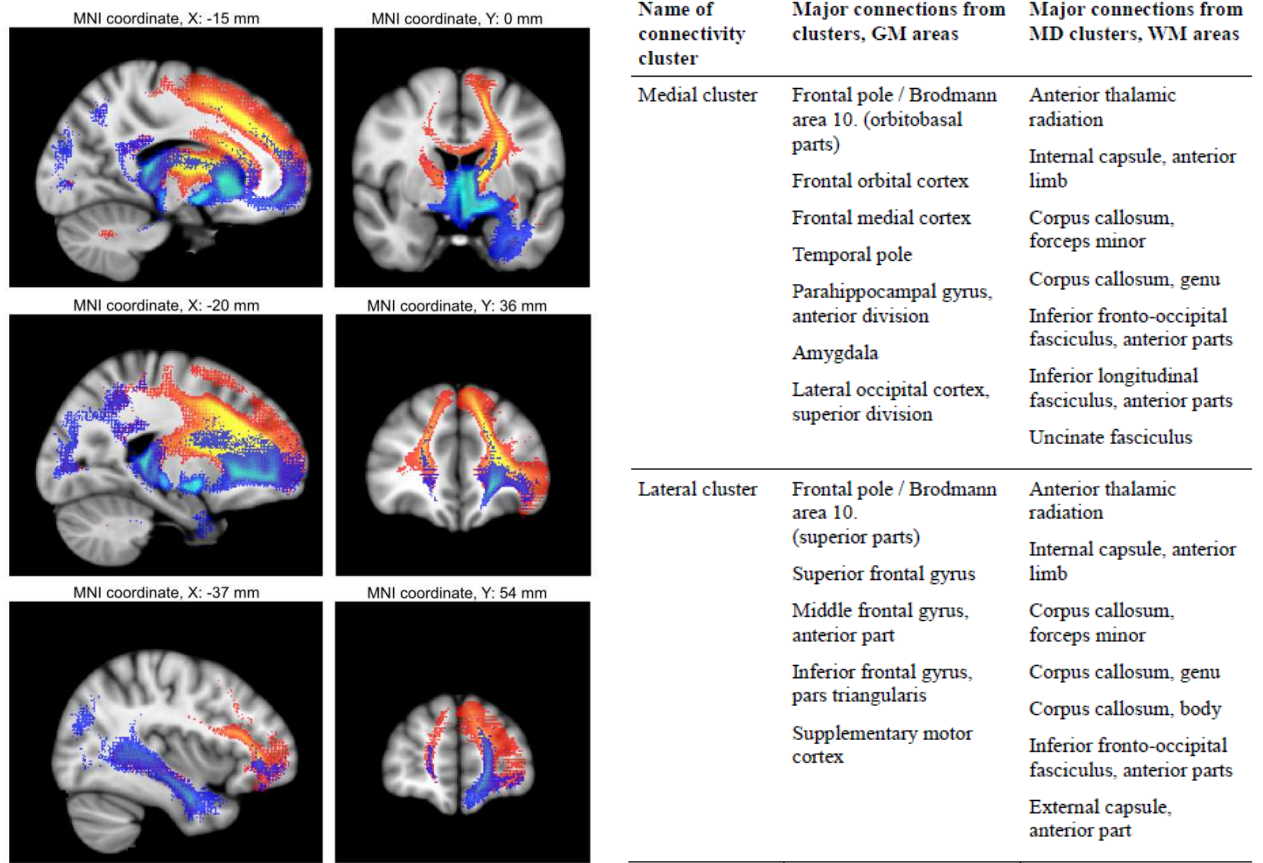 MNI coordinate, X: -15 mm
MNI coordinate, Y: 0 mm
MNI coordinate, X: -20 mm
MNI coordinate, Y: 36 mm
MNI coordinate, X: -37 mm
MNI coordinate, Y: 54 mm
Name of
connectivity
cluster
Major connections from
clusters, GM areas
Major connections from
MD clusters, WM areas
Medial cluster
Frontal pole / Brodmann
area 10. (orbitobasal
parts)
Frontal orbital cortex
Frontal medial cortex
Temporal pole
Parahippocampal gyrus,
anterior division
Amygdala
Lateral occipital cortex,
superior division
Anterior thalamic
radiation
Internal capsule, anterior
limb
Corpus callosum,
forceps minor
Corpus callosum, genu
Inferior fronto-occipital
fasciculus, anterior parts
Inferior longitudinal
fasciculus, anterior parts
Uncinate fasciculus
Lateral cluster
Frontal pole / Brodmann
area 10.
(superior parts)
Superior frontal gyrus
Middle frontal gyrus,
anterior part
Inferior frontal gyrus,
pars triangularis
Supplementary motor
cortex
Anterior thalamic
radiation
Internal capsule, anterior
limb
Corpus callosum,
forceps minor
Corpus callosum, genu
Corpus callosum, body
Inferior fronto-occipital
fasciculus, anterior parts
External capsule,
anterior part